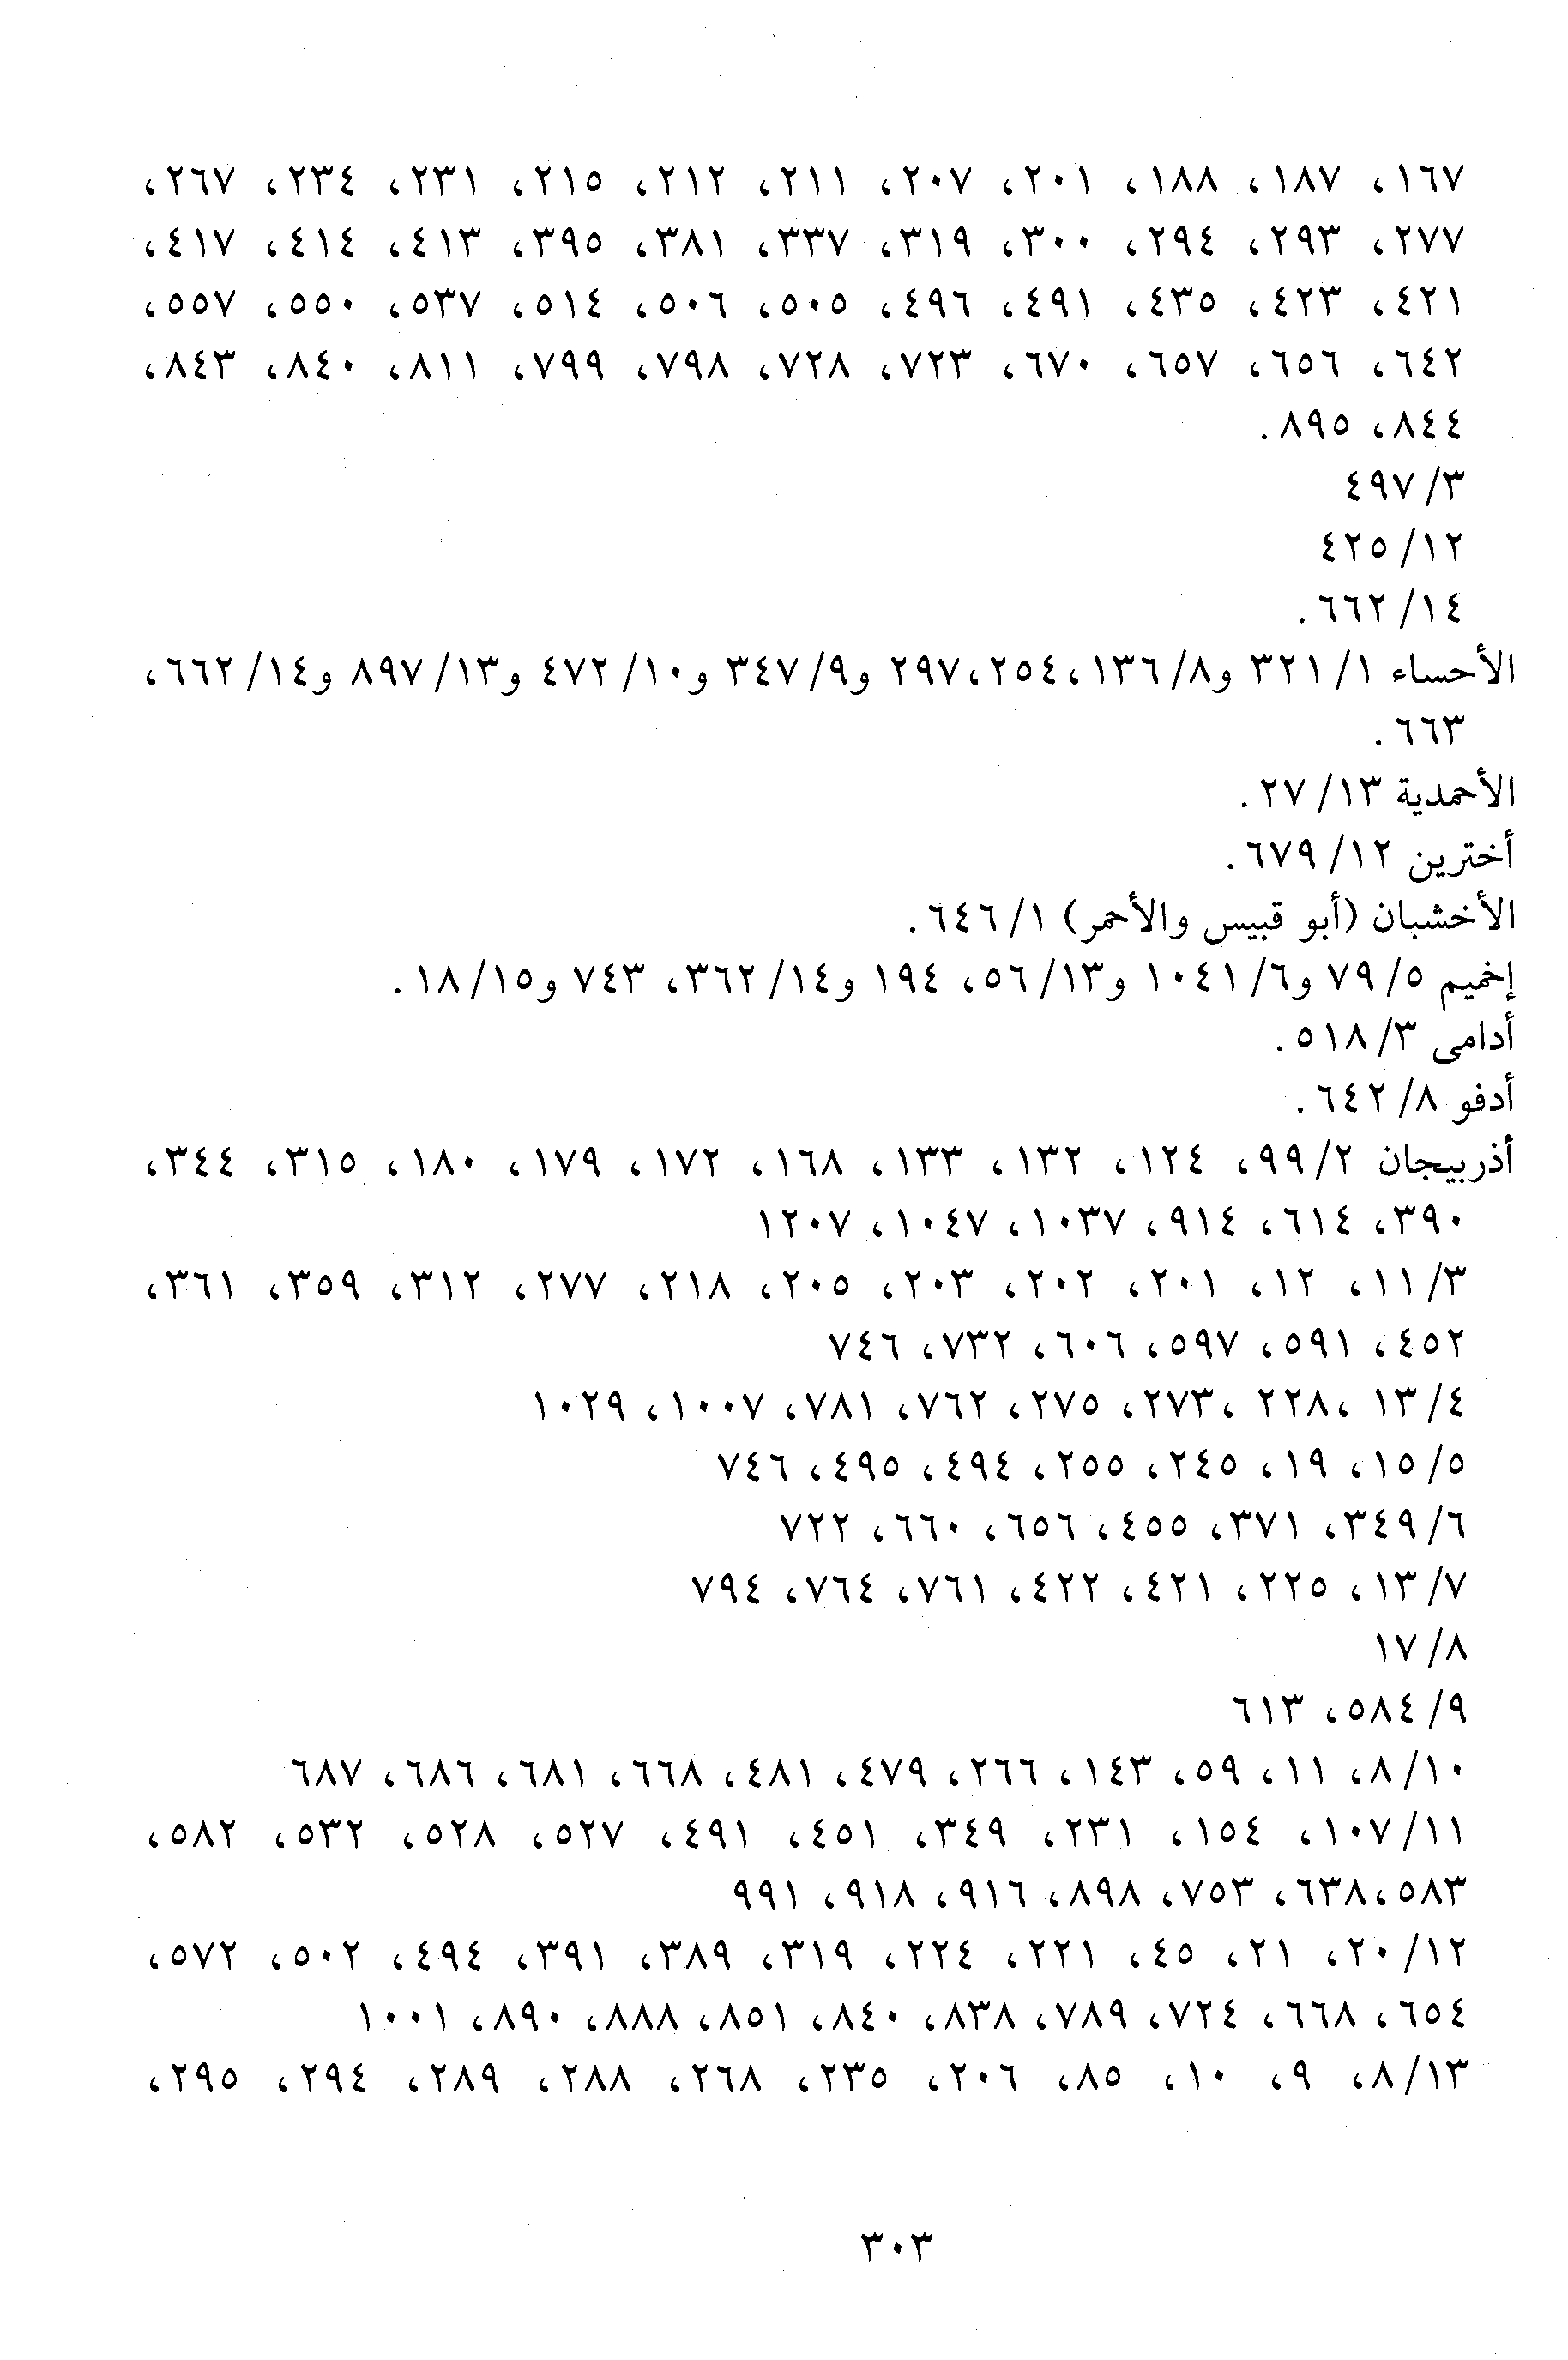 ١٦٧، ١٨٧، ١٨٨، ٢٠١، ٢٠٧، ٢١١، ٢١٢، ٢١٥، ٢٣١، ٢٣٤، ٢٦٧،
٢٧٧، ٢٩٣، ٢٩٤، ٣٠٠، ٣١٩، ٣٣٧، ٣٨١، ٣٩٥، ٤١٣، ٤١٤، ٤١٧،
٤٢١، ٤٢٣، ٤٣٥، ٤٩١، ٤٩٦، ٥٠٥، ٥٠٦، ٥١٤، ٥٣٧، ٥٥٠، ٥٥٧،
٦٤٢، ٦٥٦، ٦٥٧، ٦٧٠، ٧٢٣، ٧٢٨، ٧٩٨، ٧٩٩، ٨١١، ٨٤٠، ٨٤٣،
٨٤٤، ٨٩٥.
٣/ ٤٩٧
١٢/ ٤٢٥
١٤/ ٦٦٢.
الأحساء ١/ ٣٢١ و٨/ ١٣٦، ٢٥٤، ٢٩٧ و٩/ ٣٤٧ و١٠/ ٤٧٢ و١٣/ ٨٩٧ و١٤/ ٦٦٢،
٦٦٣.
الأحمدية ١٣/ ٢٧.
أخترين ١٢/ ٦٧٩.
الأخشبان (أبو قبيس والأحمر) ١/ ٦٤٦.
إخميم ٥/ ٧٩ و٦/ ١٠٤١ و١٣/ ٥٦، ١٩٤ و١٤/ ٣٦٢، ٧٤٣ و١٥/ ١٨.
أدامى ٣/ ٥١٨.
أدفو ٨/ ٦٤٢.
أذربيجان ٢/ ٩٩، ١٢٤، ١٣٢، ١٣٣، ١٦٨، ١٧٢، ١٧٩، ١٨٠، ٣١٥، ٣٤٤،
٣٩٠، ٦١٤، ٩١٤، ١٠٣٧، ١٠٤٧، ١٢٠٧
٣/ ١١، ١٢، ٢٠١، ٢٠٢، ٢٠٣، ٢٠٥، ٢١٨، ٢٧٧، ٣١٢، ٣٥٩، ٣٦١،
٤٥٢، ٥٩١، ٥٩٧، ٦٠٦، ٧٣٢، ٧٤٦
٤/ ١٣ ،٢٢٨، ٢٧٣، ٢٧٥، ٧٦٢، ٧٨١، ١٠٠٧، ١٠٢٩
٥/ ١٥، ١٩، ٢٤٥، ٢٥٥، ٤٩٤، ٤٩٥، ٧٤٦
٦/ ٣٤٩، ٣٧١، ٤٥٥، ٦٥٦، ٦٦٠، ٧٢٢
٧/ ١٣، ٢٢٥، ٤٢١، ٤٢٢، ٧٦١، ٧٦٤، ٧٩٤
٨/ ١٧
٩/ ٥٨٤، ٦١٣
١٠/ ٨، ١١، ٥٩، ١٤٣، ٢٦٦، ٤٧٩، ٤٨١، ٦٦٨، ٦٨١، ٦٨٦، ٦٨٧
١١/ ١٠٧، ١٥٤، ٢٣١، ٣٤٩، ٤٥١، ٤٩١، ٥٢٧، ٥٢٨، ٥٣٢، ٥٨٢،
٥٨٣، ٦٣٨، ٧٥٣، ٨٩٨، ٩١٦، ٩١٨، ٩٩١
١٢/ ٢٠، ٢١، ٤٥، ٢٢١، ٢٢٤، ٣١٩، ٣٨٩، ٣٩١، ٤٩٤، ٥٠٢، ٥٧٢،
٦٥٤، ٦٦٨، ٧٢٤، ٧٨٩، ٨٣٨، ٨٤٠، ٨٥١، ٨٨٨، ٨٩٠، ١٠٠١
١٣/ ٨، ٩، ١٠، ٨٥، ٢٠٦، ٢٣٥، ٢٦٨، ٢٨٨، ٢٨٩، ٢٩٤، ٢٩٥،
٣٠٣